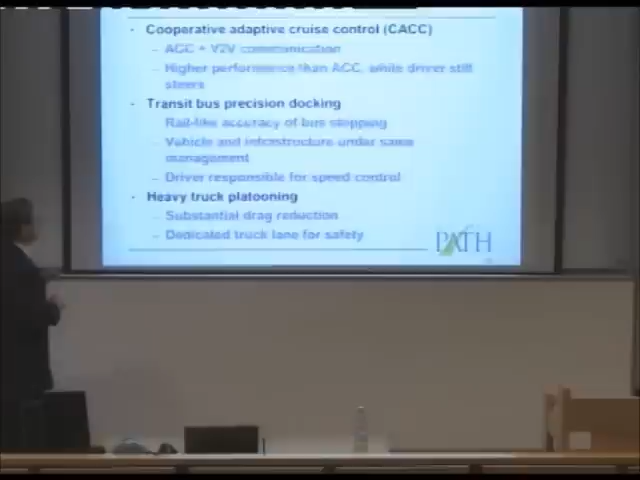 · Cooperative adaptive cruise control (CACC)
– ACC + V2V communication
– Higher performance than ACC, while driver still
steers
· Transit bus precision docking
Rail-like accuracy of bus stopping
– Vehicle and infrastructure under same
management
– Driver responsible for speed control
· Heavy truck platooning
– Substantial drag reduction
– Dedicated truck lane for safety
PATH